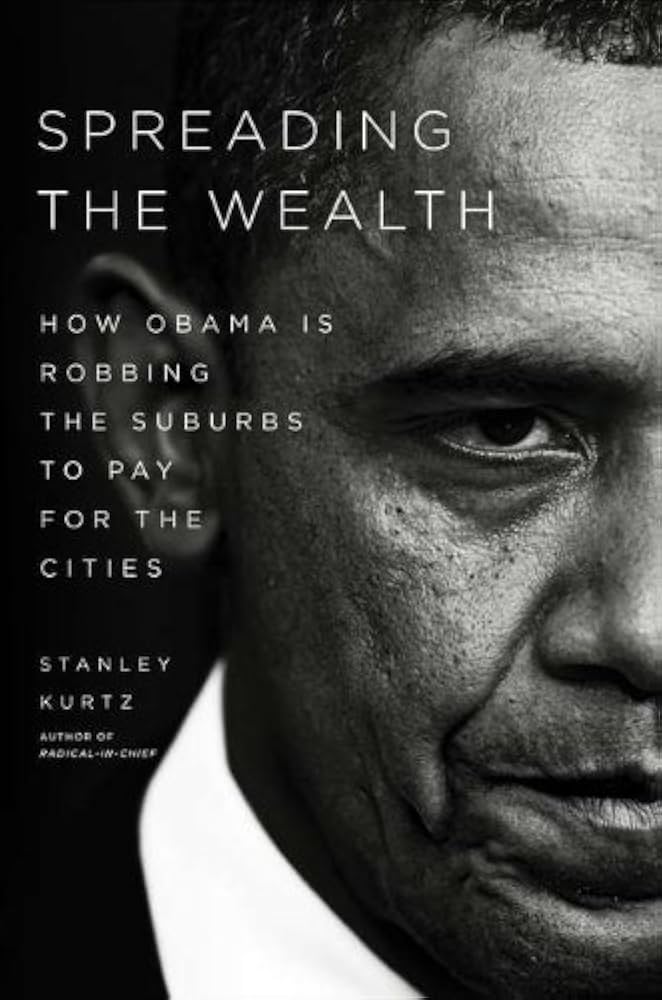 SPREADING
THE WEALTH
HOW OBAMA IS
ROBBING
THE SUBURBS
TO PAY
FOR THE
CITIES
STANLEY
KURTZ
AUTHOR OF
RADICAL-IN-CHIEF